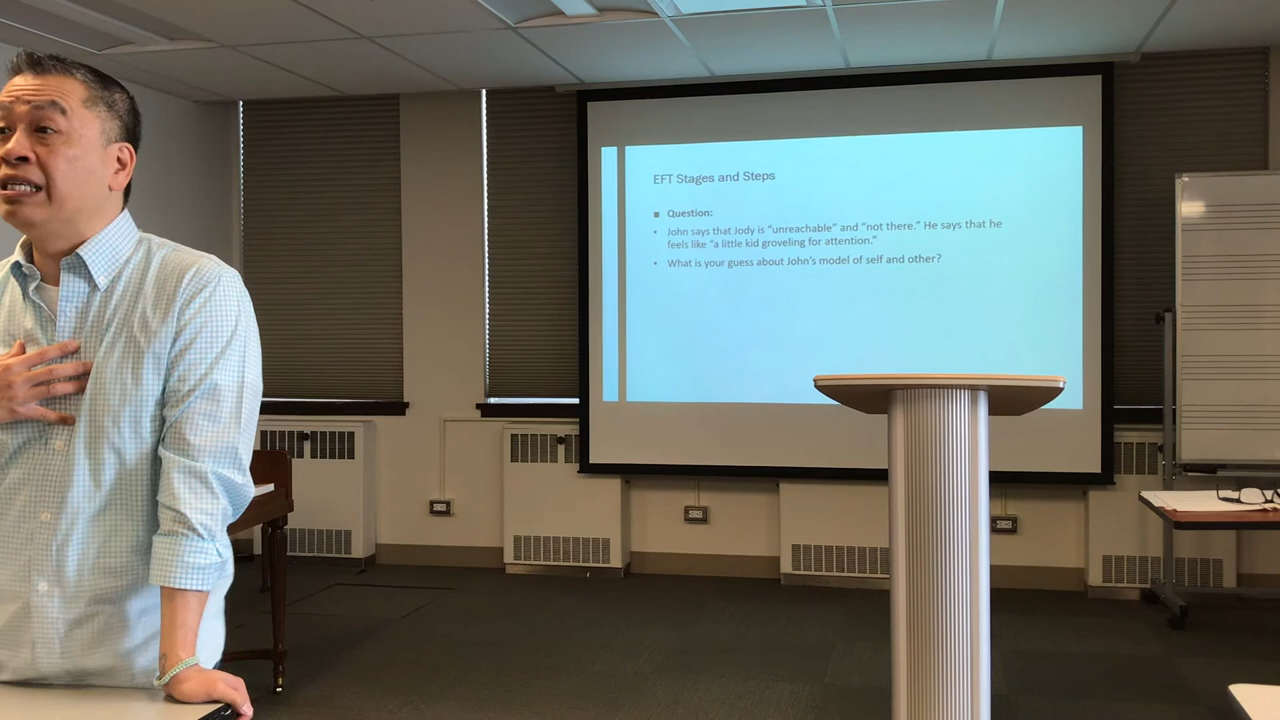 EFT Stages and Steps
■ Question:
• John says that Jody is “unreachable” and “not there.” He says that he
feels like “a little kid groveling for attention.”
• What is your guess about John’s model of self and other?